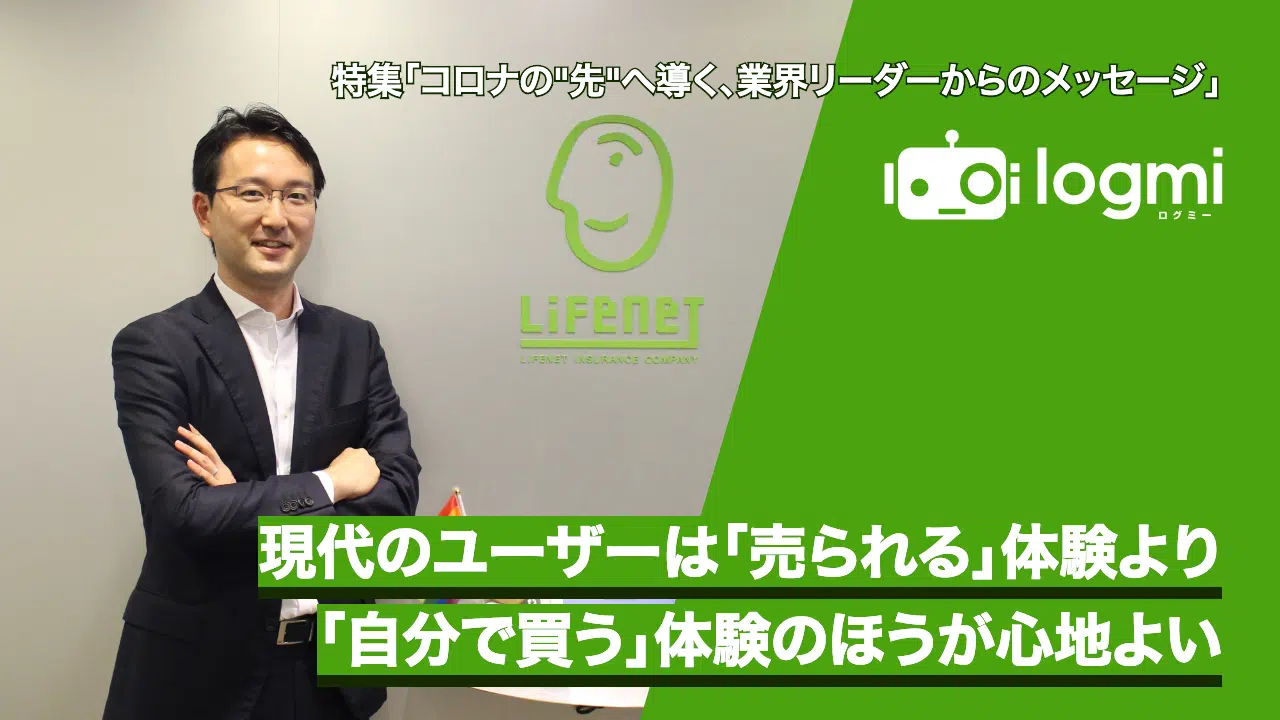 特集「コロナの"先"へ導く、業界リーダーからのメッセージ」
logmi
ログミー
LiFeneT
LIFENET INSURANCE COMPANY
現代のユーザーは「売られる」体験より
「自分で買う」体験のほうが心地よい